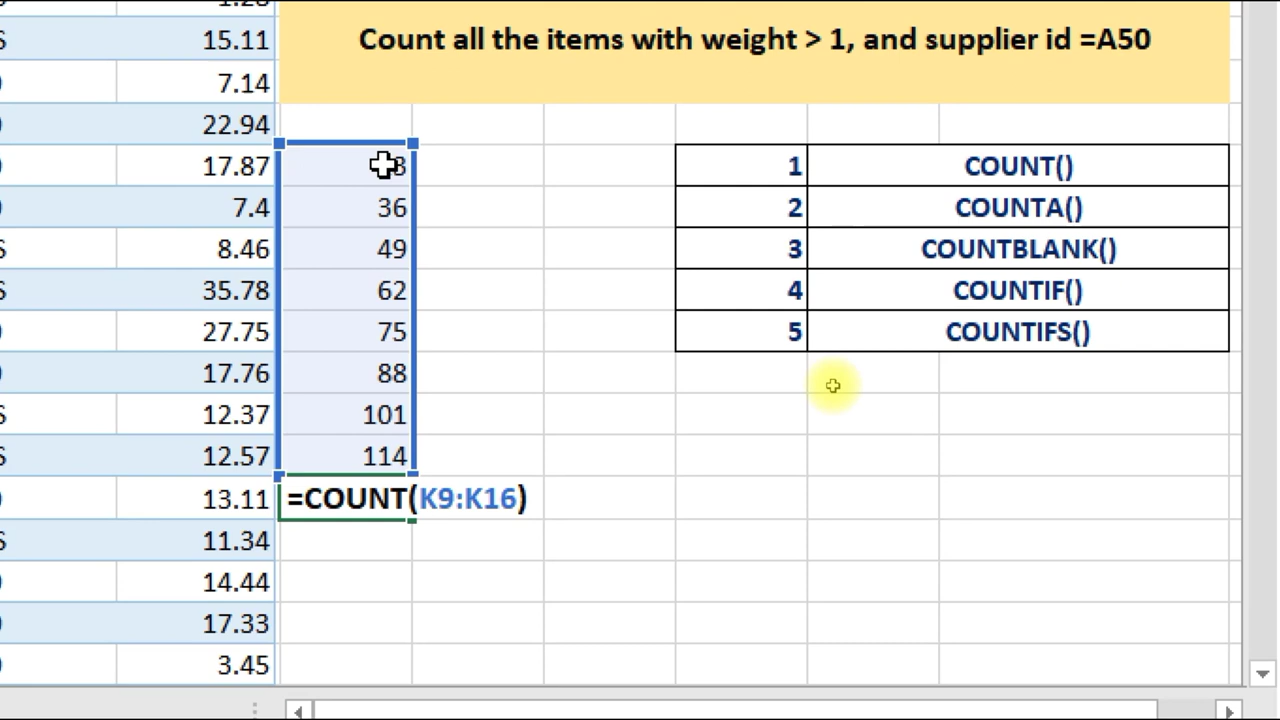 Count all the items with weight > 1, and supplier id =A50
15.11
7.14
22.94
17.87 1 COUNT()
7.4 36 2 COUNTA()
8.46 49 3 COUNTBLANK()
35.78 62 4 COUNTIF()
27.75 75 5 COUNTIFS()
17.76 88
12.37 101
12.57 114
13.11 =COUNT(K9:K16)
11.34
14.44
17.33
3.45